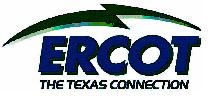 ERCOT
THE TEXAS CONNECTION